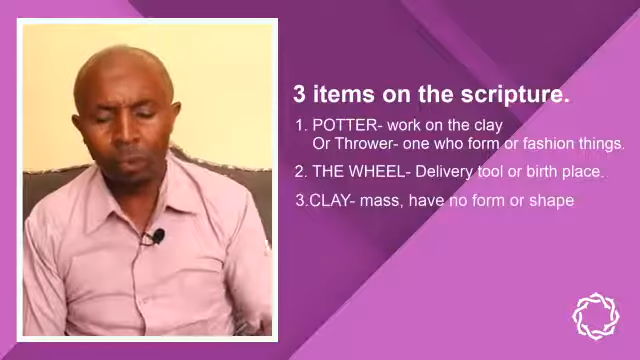 3 items on the scripture.
1. POTTER- work on the clay
Or Thrower- one who form or fashion things.
2. THE WHEEL- Delivery tool or birth place.
3.CLAY- mass, have no form or shape